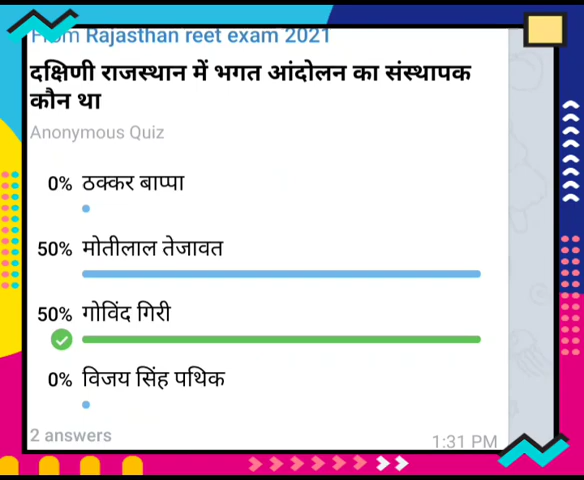 From Rajasthan reet exam 2021
दक्षिणी राजस्थान में भगत आंदोलन का संस्थापक
कौन था
Anonymous Quiz
0% ठक्कर बाप्पा
50% मोतीलाल तेजावत
50% गोविंद गिरी
0% विजय सिंह पथिक
2 answers
1:31 PM